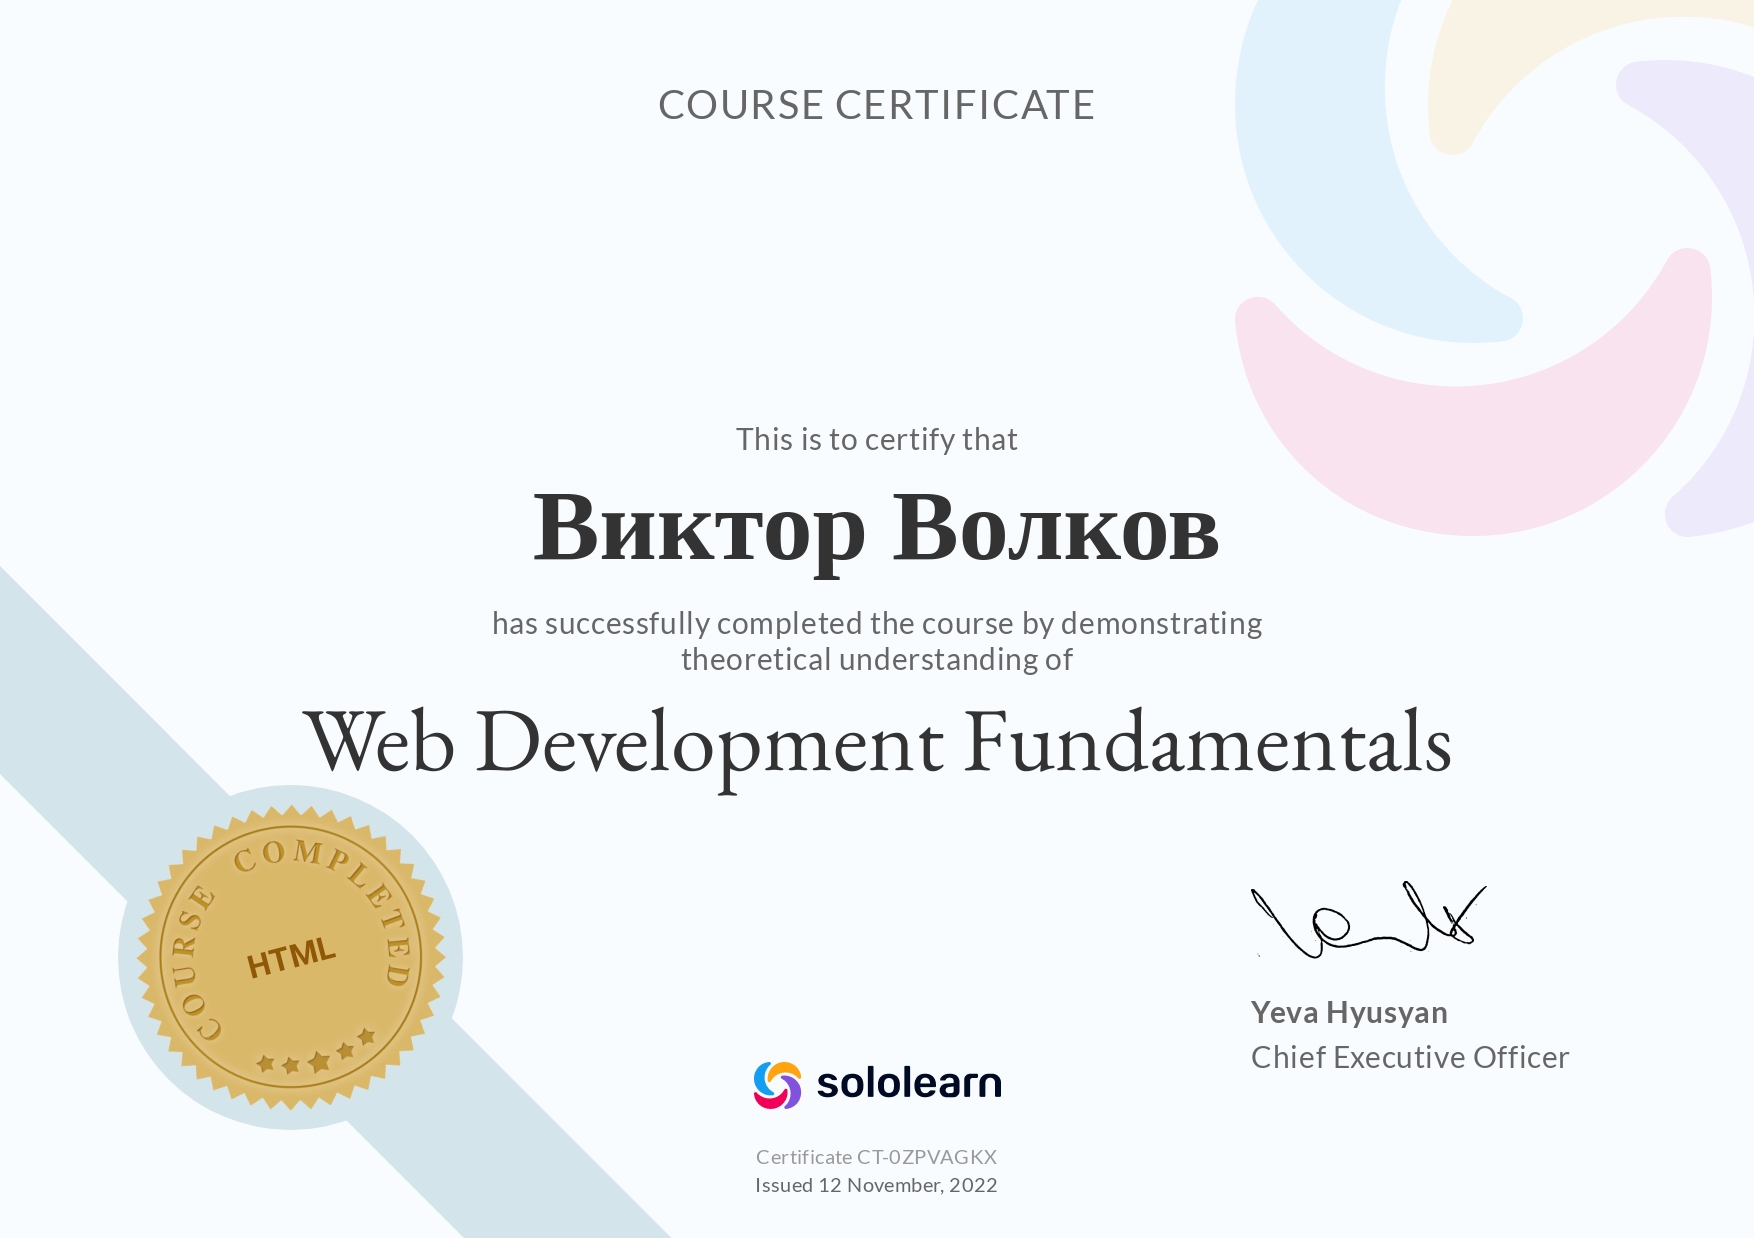 COURSE CERTIFICATE
This is to certify that
Виктор Волков
has successfully completed the course by demonstrating
theoretical understanding of
Web Development Fundamentals
COURSE COMPLETED
HTML
Yeva Hyusyan
Chief Executive Officer
sololearn
Certificate CT-0ZPVAGKX
Issued 12 November, 2022